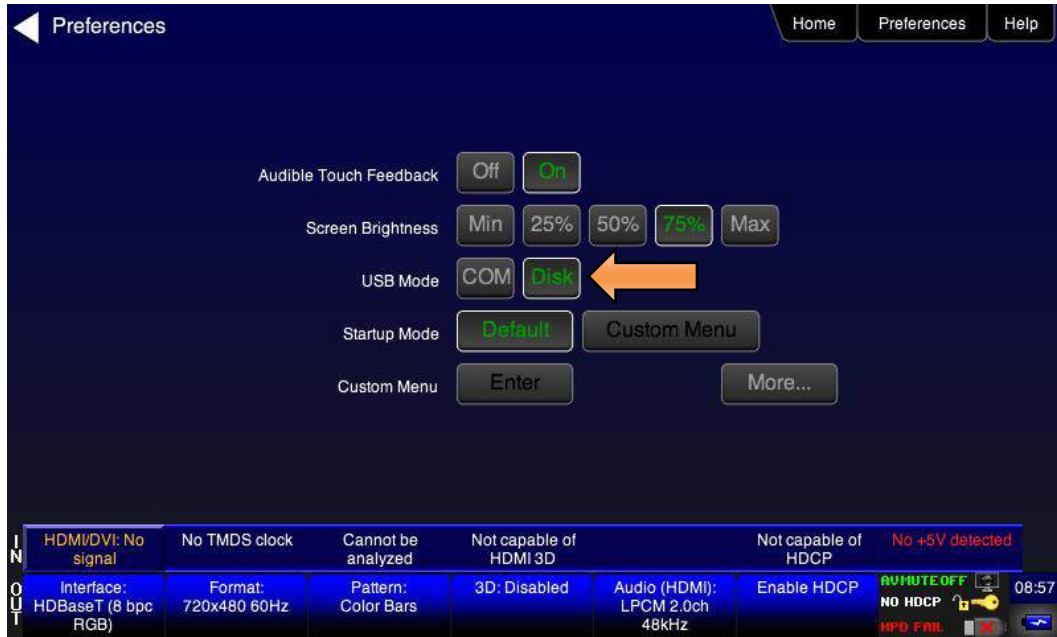 Preferences
Home Preferences Help
Audible Touch Feedback Off On
Screen Brightness Min 25% 50% 75% Max
USB Mode COM Disk
Startup Mode Default Custom Menu
Custom Menu Enter More...
IN
HDMI/DVI: No
signal
No TMDS clock
Cannot be
analyzed
Not capable of
HDMI 3D
Not capable of
HDCP
No +5V detected
OUT
Interface:
HDBaseT (8 bpc
RGB)
Format:
720x480 60Hz
Pattern:
Color Bars
3D: Disabled
Audio (HDMI):
LPCM 2.0ch
48kHz
Enable HDCP
AVMUTE OFF
NO HDCP
HPD FAIL
08:57